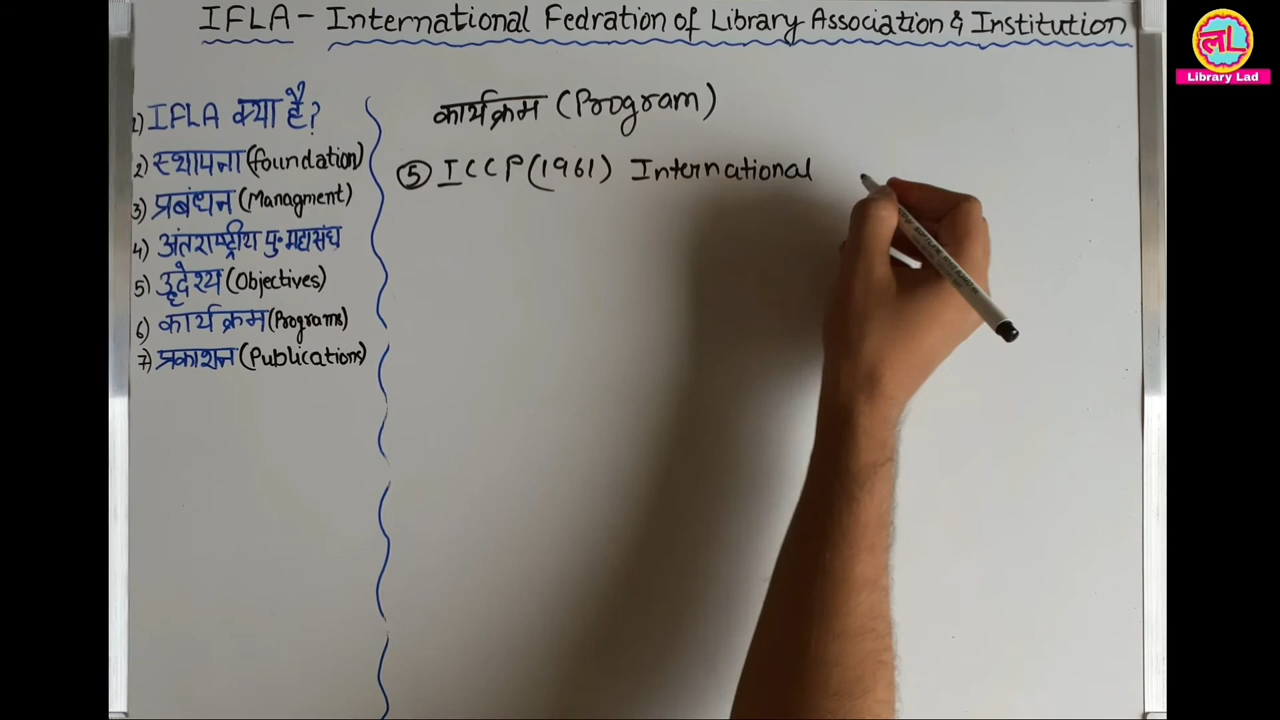 IFLA - International Fedration of Library Association & Institution
लL
Library Lad
1) IFLA क्या है?
2) स्थापना (foundation)
3) प्रबंधन (Managment)
4) अंतराष्ट्रीय पु॰ महासंघ
5) उद्देश्य (Objectives)
6) कार्यक्रम (Programs)
7) प्रकाशन (Publications)
कार्यक्रम (Program)
5 ICCP (1961) International